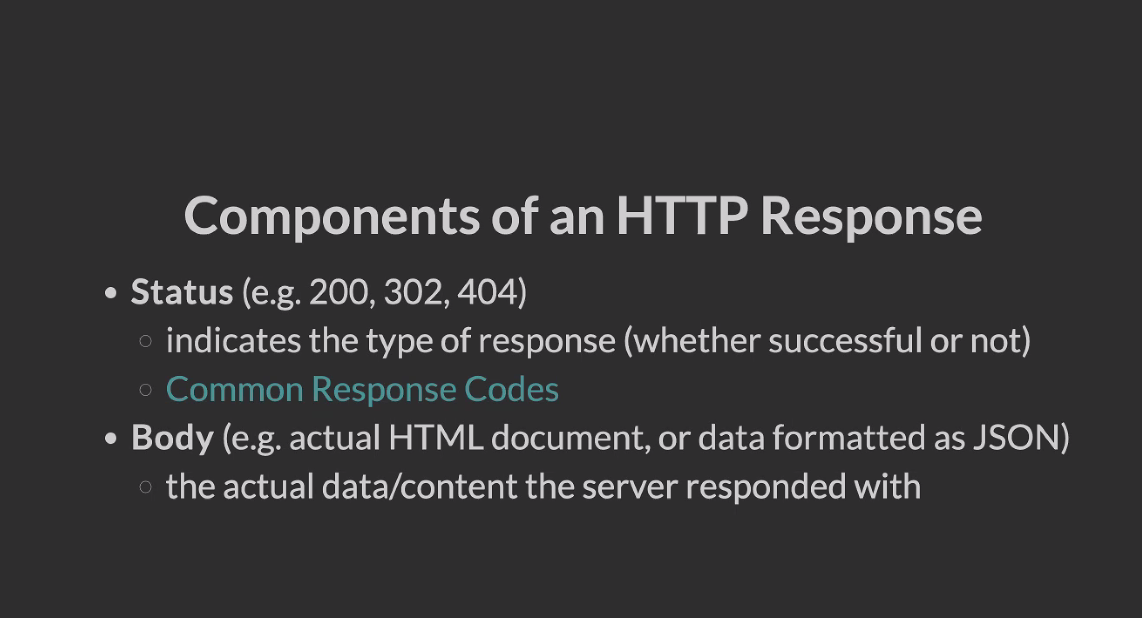 Components of an HTTP Response
Status (e.g. 200, 302, 404)
indicates the type of response (whether successful or not)
Common Response Codes
Body (e.g. actual HTML document, or data formatted as JSON)
the actual data/content the server responded with